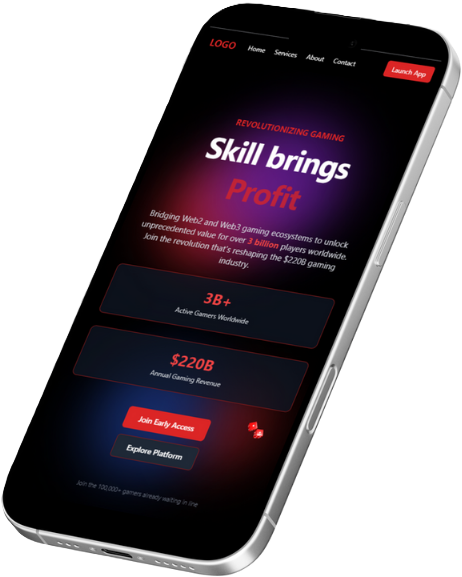 LOGO Home Services About Contact Launch App
REVOLUTIONIZING GAMING
Skill brings
Profit
Bridging Web2 and Web3 gaming ecosystems to unlock
unprecedented value for over 3 billion players worldwide.
Join the revolution that's reshaping the $220B gaming
industry.
3B+
Active Gamers Worldwide
$220B
Annual Gaming Revenue
Join Early Access
Explore Platform
Join the 100,000+ gamers already waiting in line